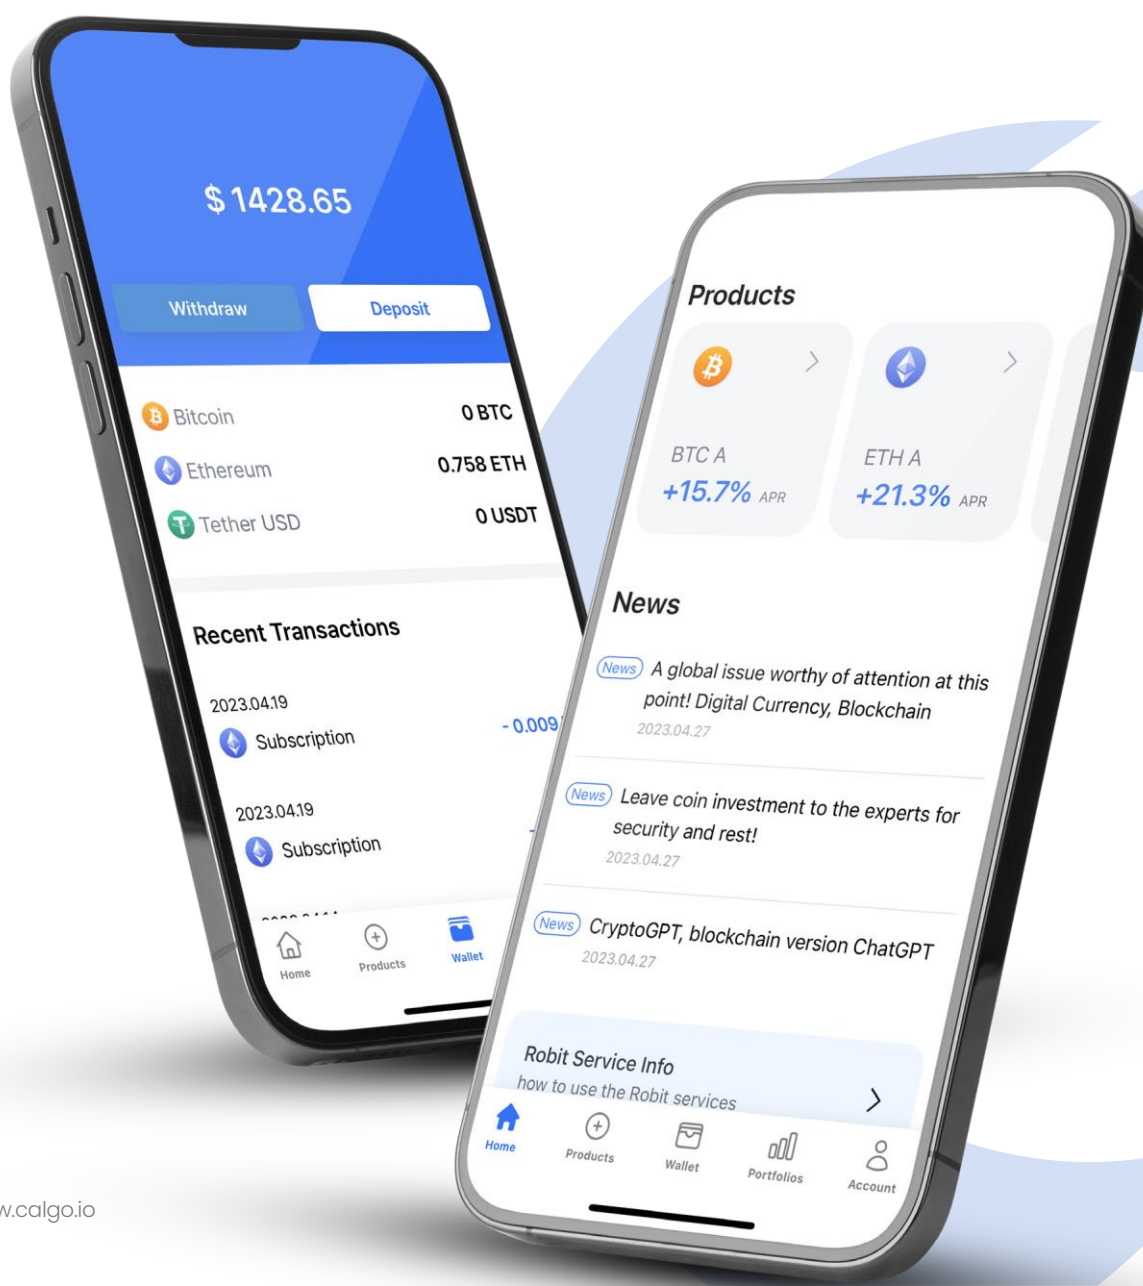 $ 1428.65
Withdraw
Deposit
Bitcoin
0 BTC
Ethereum
0.758 ETH
Tether USD
0 USDT
Recent Transactions
2023.04.19
Subscription
- 0.009
2023.04.19
Subscription
-
Home
Products
Wallet
Products
BTC A
+15.7% APR
ETH A
+21.3% APR
News
News A global issue worthy of attention at this
point! Digital Currency, Blockchain
2023.04.27
News Leave coin investment to the experts for
security and rest!
2023.04.27
News CryptoGPT, blockchain version ChatGPT
2023.04.27
Robit Service Info
how to use the Robit services
Home
Products
Wallet
Portfolios
Account
w.calgo.io